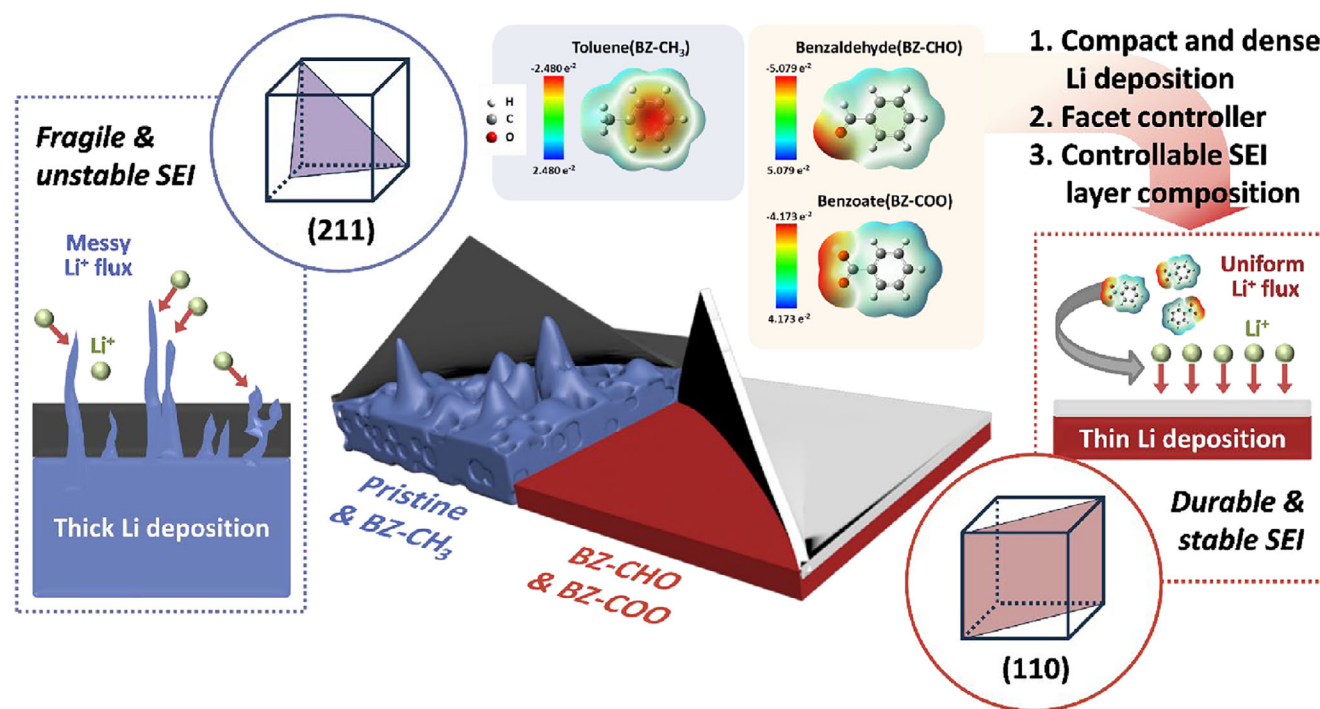 Fragile &
unstable SEI
(211)
Messy
Li⁺ flux
Li⁺
Thick Li deposition
Toluene(BZ-CH₃)
-2.480 e⁻²
H
C
O
2.480 e⁻²
Benzaldehyde(BZ-CHO)
-5.079 e⁻²
5.079 e⁻²
Benzoate(BZ-COO)
-4.173 e⁻²
4.173 e⁻²
Pristine
& BZ-CH₃
BZ-CHO
& BZ-COO
1. Compact and dense
Li deposition
2. Facet controller
3. Controllable SEI
layer composition
Uniform
Li⁺ flux
Li⁺
Thin Li deposition
Durable &
stable SEI
(110)